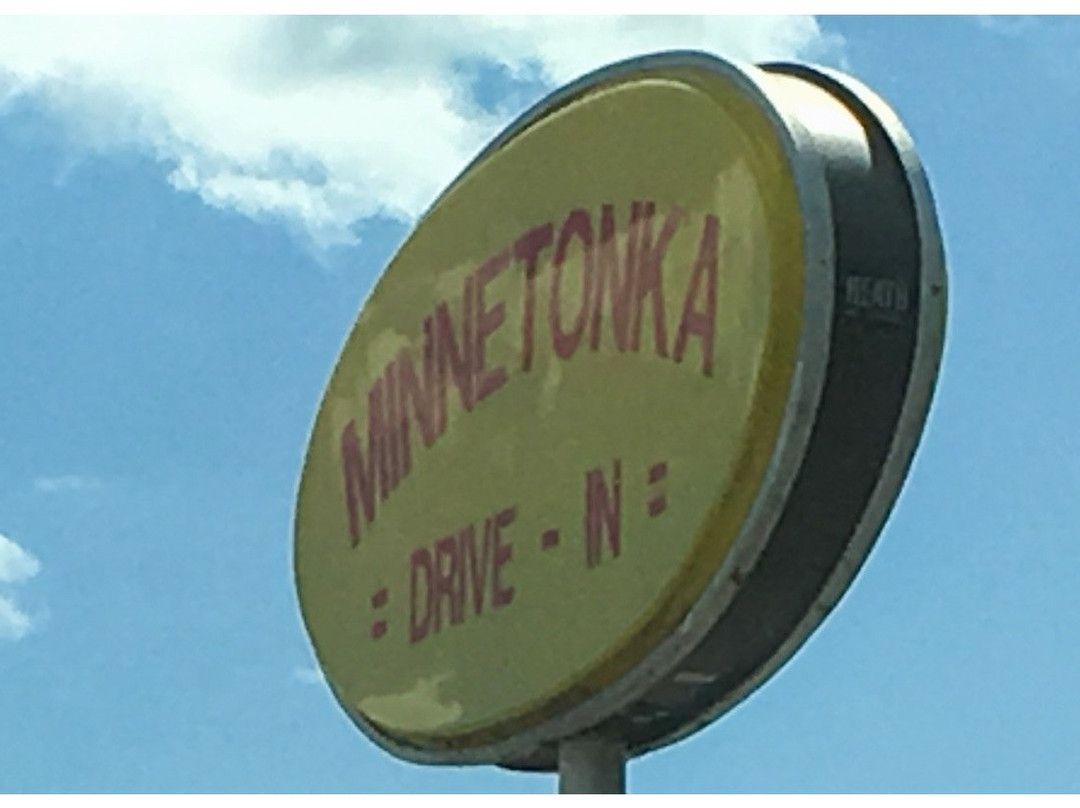 MINNETONKA
= DRIVE - IN =